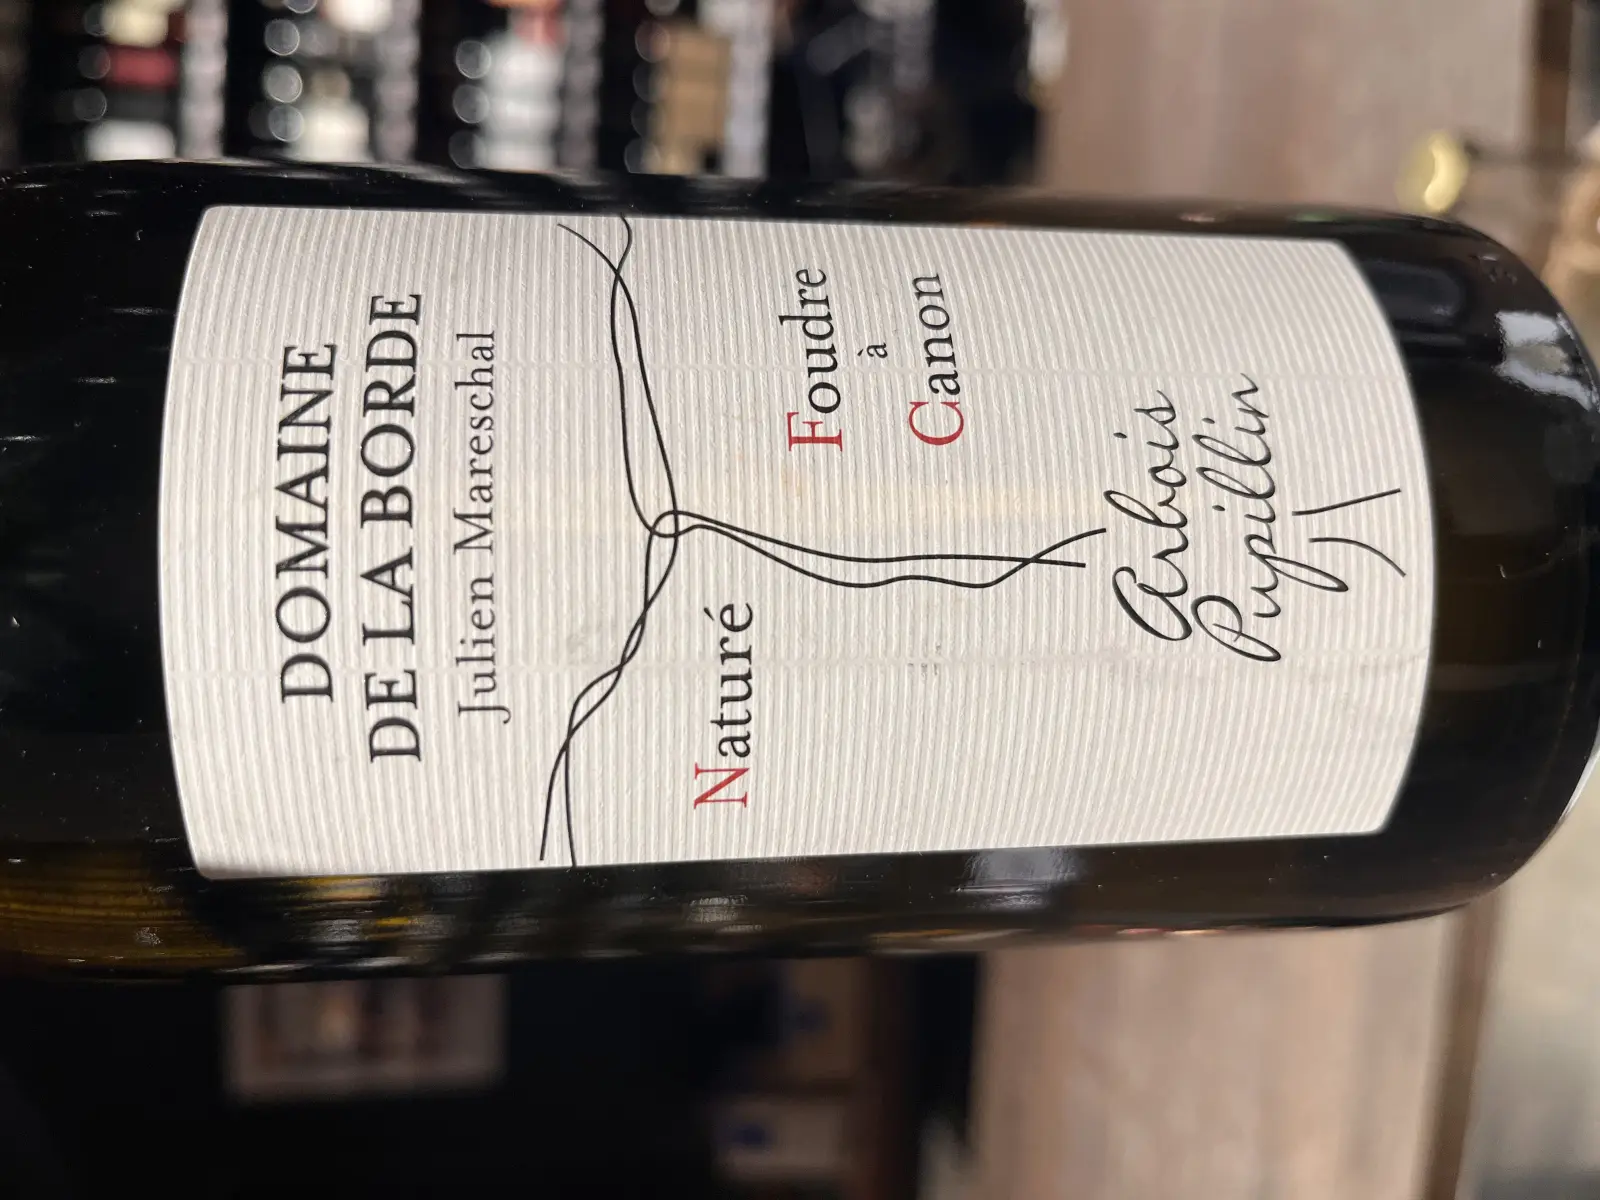 DOMAINE
DE LA BORDE
Julien Mareschal
Naturé
Foudre
à
Canon
Arbois
Pupillin